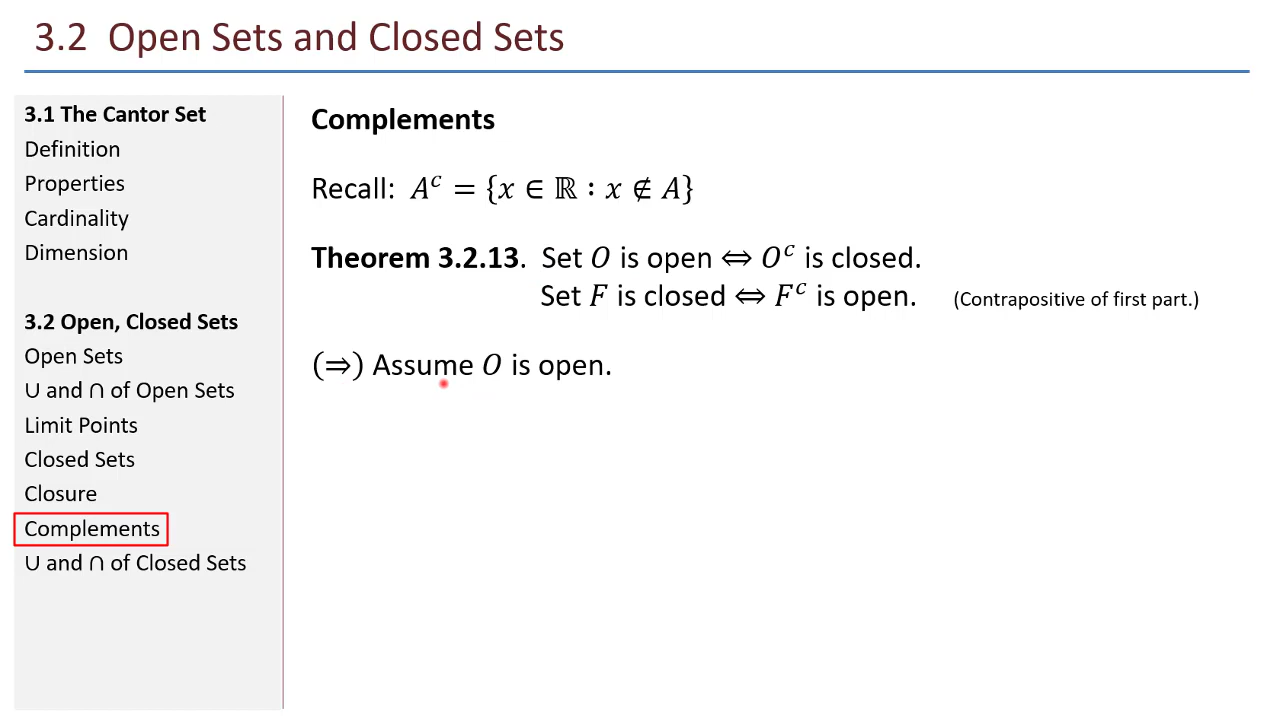 3.2 Open Sets and Closed Sets
3.1 The Cantor Set
Definition
Properties
Cardinality
Dimension
3.2 Open, Closed Sets
Open Sets
∪ and ∩ of Open Sets
Limit Points
Closed Sets
Closure
Complements
∪ and ∩ of Closed Sets
Complements
Recall: 𝐴ᶜ = {𝑥 ∈ ℝ : 𝑥 ∉ 𝐴}
Theorem 3.2.13. Set 𝑂 is open ⇔ 𝑂ᶜ is closed.
Set 𝐹 is closed ⇔ 𝐹ᶜ is open. (Contrapositive of first part.)
(⇒) Assume 𝑂 is open.